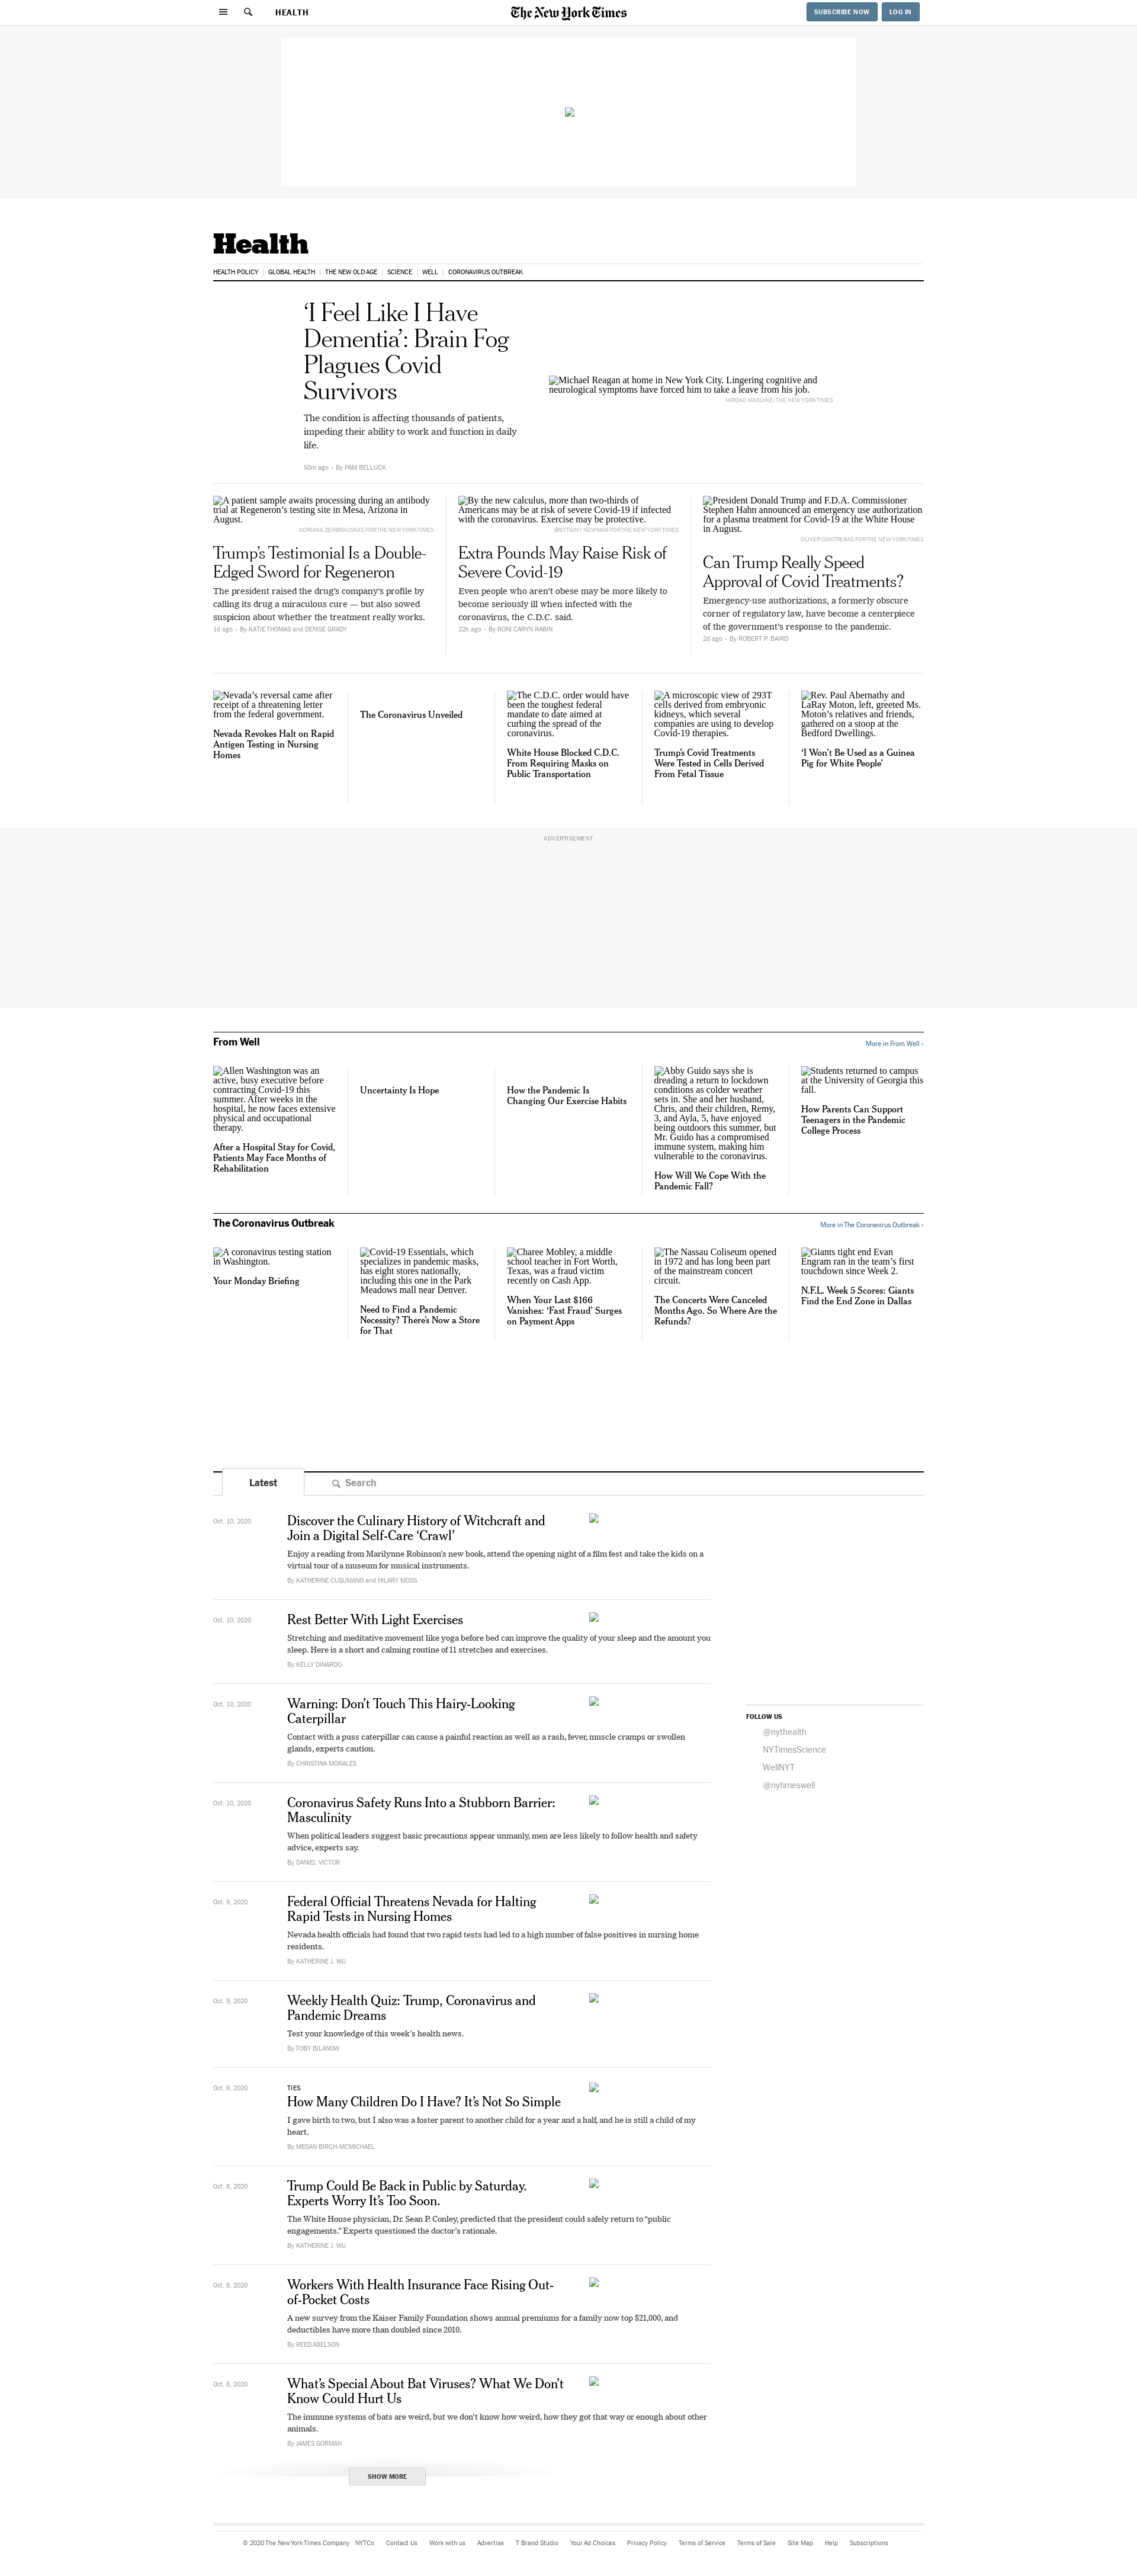 HEALTH
The New York Times
SUBSCRIBE NOW
LOG IN
Health
HEALTH POLICY | GLOBAL HEALTH | THE NEW OLD AGE | SCIENCE | WELL | CORONAVIRUS OUTBREAK
‘I Feel Like I Have
Dementia’: Brain Fog
Plagues Covid
Survivors
The condition is affecting thousands of patients,
impeding their ability to work and function in daily
life.
50m ago • By PAM BELLUCK
Michael Reagan at home in New York City. Lingering cognitive and
neurological symptoms have forced him to take a leave from his job.
HIROKO MASUIKE/THE NEW YORK TIMES
A patient sample awaits processing during an antibody
trial at Regeneron’s testing site in Mesa, Arizona in
August.
ADRIANA ZEHBRAUSKAS FOR THE NEW YORK TIMES
Trump’s Testimonial Is a Double-
Edged Sword for Regeneron
The president raised the drug’s company’s profile by
calling its drug a miraculous cure — but also sowed
suspicion about whether the treatment really works.
1d ago • By KATIE THOMAS and DENISE GRADY
By the new calculus, more than two-thirds of
Americans may be at risk of severe Covid-19 if infected
with the coronavirus. Exercise may be protective.
BRITTAINY NEWMAN FOR THE NEW YORK TIMES
Extra Pounds May Raise Risk of
Severe Covid-19
Even people who aren’t obese may be more likely to
become seriously ill when infected with the
coronavirus, the C.D.C. said.
22h ago • By RONI CARYN RABIN
President Donald Trump and F.D.A. Commissioner
Stephen Hahn announced an emergency use authorization
for a plasma treatment for Covid-19 at the White House
in August.
OLIVER CONTRERAS FOR THE NEW YORK TIMES
Can Trump Really Speed
Approval of Covid Treatments?
Emergency-use authorizations, a formerly obscure
corner of regulatory law, have become a centerpiece
of the government’s response to the pandemic.
2d ago • By ROBERT P. BAIRD
Nevada’s reversal came after
receipt of a threatening letter
from the federal government.
Nevada Revokes Halt on Rapid
Antigen Testing in Nursing
Homes
The Coronavirus Unveiled
The C.D.C. order would have
been the toughest federal
mandate to date aimed at
curbing the spread of the
coronavirus.
White House Blocked C.D.C.
From Requiring Masks on
Public Transportation
A microscopic view of 293T
cells derived from embryonic
kidneys, which several
companies are using to develop
Covid-19 therapies.
Trump’s Covid Treatments
Were Tested in Cells Derived
From Fetal Tissue
Rev. Paul Abernathy and
LaRay Moton, left, greeted Ms.
Moton’s relatives and friends,
gathered on a stoop at the
Bedford Dwellings.
‘I Won’t Be Used as a Guinea
Pig for White People’
ADVERTISEMENT
From Well
More in From Well ›
Allen Washington was an
active, busy executive before
contracting Covid-19 this
summer. After weeks in the
hospital, he now faces extensive
physical and occupational
therapy.
After a Hospital Stay for Covid,
Patients May Face Months of
Rehabilitation
Uncertainty Is Hope
How the Pandemic Is
Changing Our Exercise Habits
Abby Guido says she is
dreading a return to lockdown
conditions as colder weather
sets in. She and her husband,
Chris, and their children, Remy,
3, and Ayla, 5, have enjoyed
being outdoors this summer, but
Mr. Guido has a compromised
immune system, making him
vulnerable to the coronavirus.
How Will We Cope With the
Pandemic Fall?
Students returned to campus
at the University of Georgia this
fall.
How Parents Can Support
Teenagers in the Pandemic
College Process
The Coronavirus Outbreak
More in The Coronavirus Outbreak ›
A coronavirus testing station
in Washington.
Your Monday Briefing
Covid-19 Essentials, which
specializes in pandemic masks,
has eight stores nationally,
including this one in the Park
Meadows mall near Denver.
Need to Find a Pandemic
Necessity? There’s Now a Store
for That
Charee Mobley, a middle
school teacher in Fort Worth,
Texas, was a fraud victim
recently on Cash App.
When Your Last $166
Vanishes: ‘Fast Fraud’ Surges
on Payment Apps
The Nassau Coliseum opened
in 1972 and has long been part
of the mainstream concert
circuit.
The Concerts Were Canceled
Months Ago. So Where Are the
Refunds?
Giants tight end Evan
Engram ran in the team’s first
touchdown since Week 2.
N.F.L. Week 5 Scores: Giants
Find the End Zone in Dallas
Latest
Search
Oct. 10, 2020
Discover the Culinary History of Witchcraft and
Join a Digital Self-Care ‘Crawl’
Enjoy a reading from Marilynne Robinson’s new book, attend the opening night of a film fest and take the kids on a
virtual tour of a museum for musical instruments.
By KATHERINE CUSUMANO and HILARY MOSS
Oct. 10, 2020
Rest Better With Light Exercises
Stretching and meditative movement like yoga before bed can improve the quality of your sleep and the amount you
sleep. Here is a short and calming routine of 11 stretches and exercises.
By KELLY DINARDO
Oct. 10, 2020
Warning: Don’t Touch This Hairy-Looking
Caterpillar
Contact with a puss caterpillar can cause a painful reaction as well as a rash, fever, muscle cramps or swollen
glands, experts caution.
By CHRISTINA MORALES
FOLLOW US
@nythealth
NYTimesScience
WellNYT
@nytimeswell
Oct. 10, 2020
Coronavirus Safety Runs Into a Stubborn Barrier:
Masculinity
When political leaders suggest basic precautions appear unmanly, men are less likely to follow health and safety
advice, experts say.
By DANIEL VICTOR
Oct. 9, 2020
Federal Official Threatens Nevada for Halting
Rapid Tests in Nursing Homes
Nevada health officials had found that two rapid tests had led to a high number of false positives in nursing home
residents.
By KATHERINE J. WU
Oct. 9, 2020
Weekly Health Quiz: Trump, Coronavirus and
Pandemic Dreams
Test your knowledge of this week’s health news.
By TOBY BILANOW
Oct. 9, 2020
TIES
How Many Children Do I Have? It’s Not So Simple
I gave birth to two, but I also was a foster parent to another child for a year and a half, and he is still a child of my
heart.
By MEGAN BIRCH-MCMICHAEL
Oct. 8, 2020
Trump Could Be Back in Public by Saturday.
Experts Worry It’s Too Soon.
The White House physician, Dr. Sean P. Conley, predicted that the president could safely return to “public
engagements.” Experts questioned the doctor’s rationale.
By KATHERINE J. WU
Oct. 8, 2020
Workers With Health Insurance Face Rising Out-
of-Pocket Costs
A new survey from the Kaiser Family Foundation shows annual premiums for a family now top $21,000, and
deductibles have more than doubled since 2010.
By REED ABELSON
Oct. 8, 2020
What’s Special About Bat Viruses? What We Don’t
Know Could Hurt Us
The immune systems of bats are weird, but we don’t know how weird, how they got that way or enough about other
animals.
By JAMES GORMAN
SHOW MORE
© 2020 The New York Times Company NYTCo Contact Us Work with us Advertise T Brand Studio Your Ad Choices Privacy Policy Terms of Service Terms of Sale Site Map Help Subscriptions